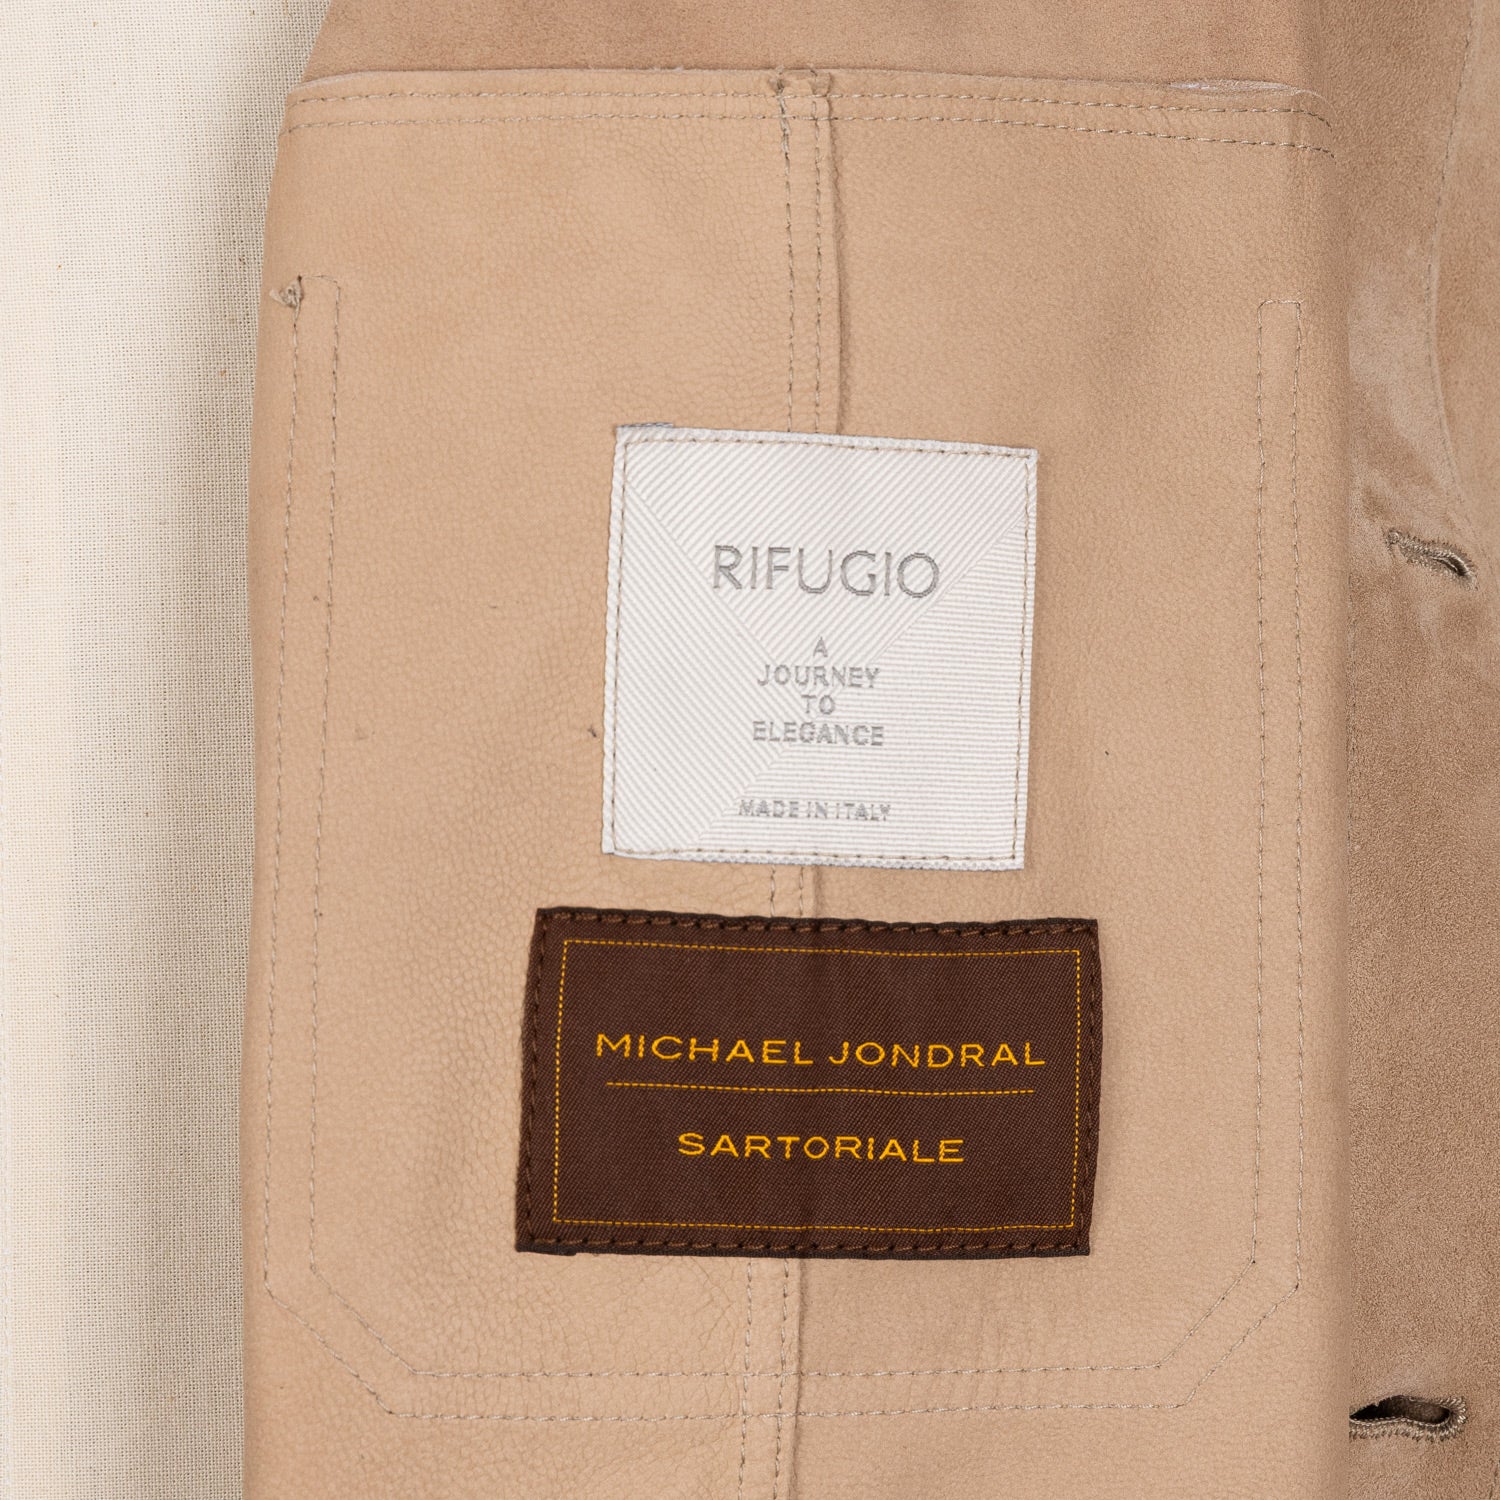 RIFUGIO
A
JOURNEY
TO
ELEGANCE
MADE IN ITALY
MICHAEL JONDRAL
SARTORIALE